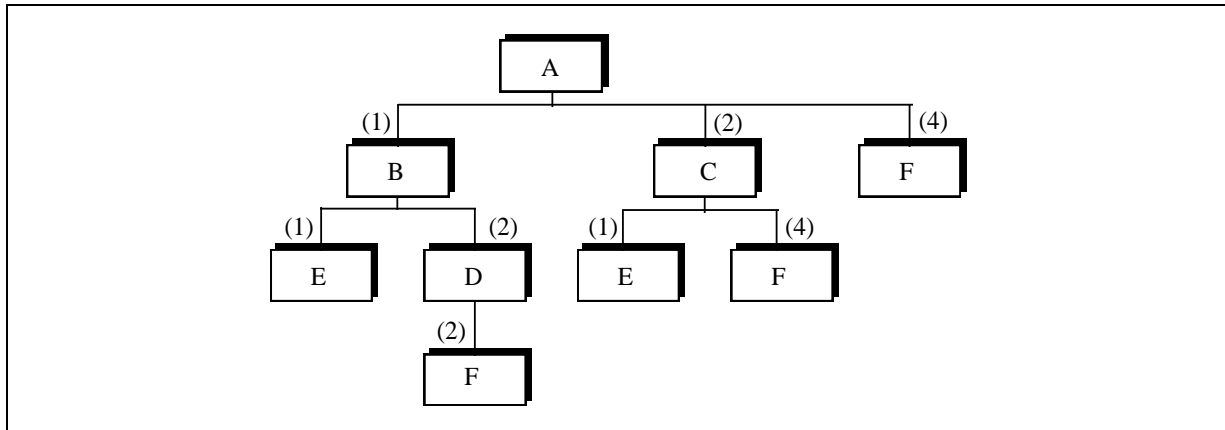 A
(1) (2) (4)
B C F
(1) (2) (1) (4)
E D E F
(2)
F